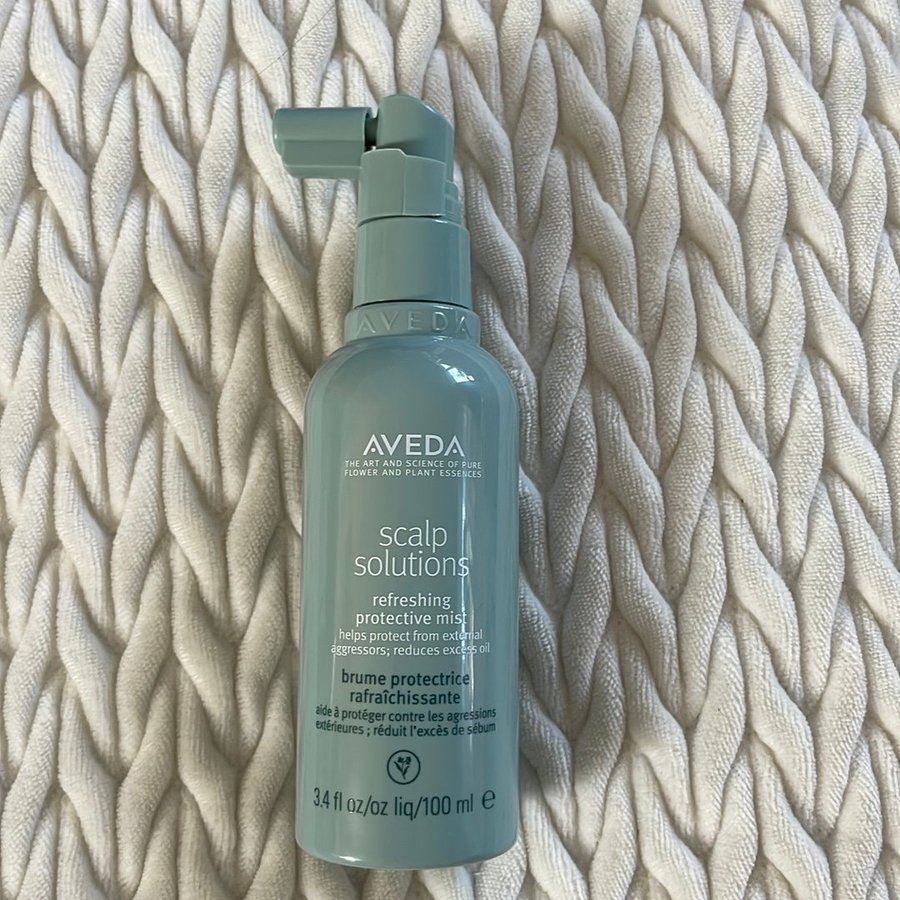 AVEDA
AVEDA
THE ART AND SCIENCE OF PURE
FLOWER AND PLANT ESSENCES
scalp
solutions
refreshing
protective mist
helps protect from external
aggressors; reduces excess oil
brume protectrice
rafraîchissante
aide à protéger contre les agressions
extérieures ; réduit l'excès de sébum
3.4 fl oz/oz liq/100 ml ℮